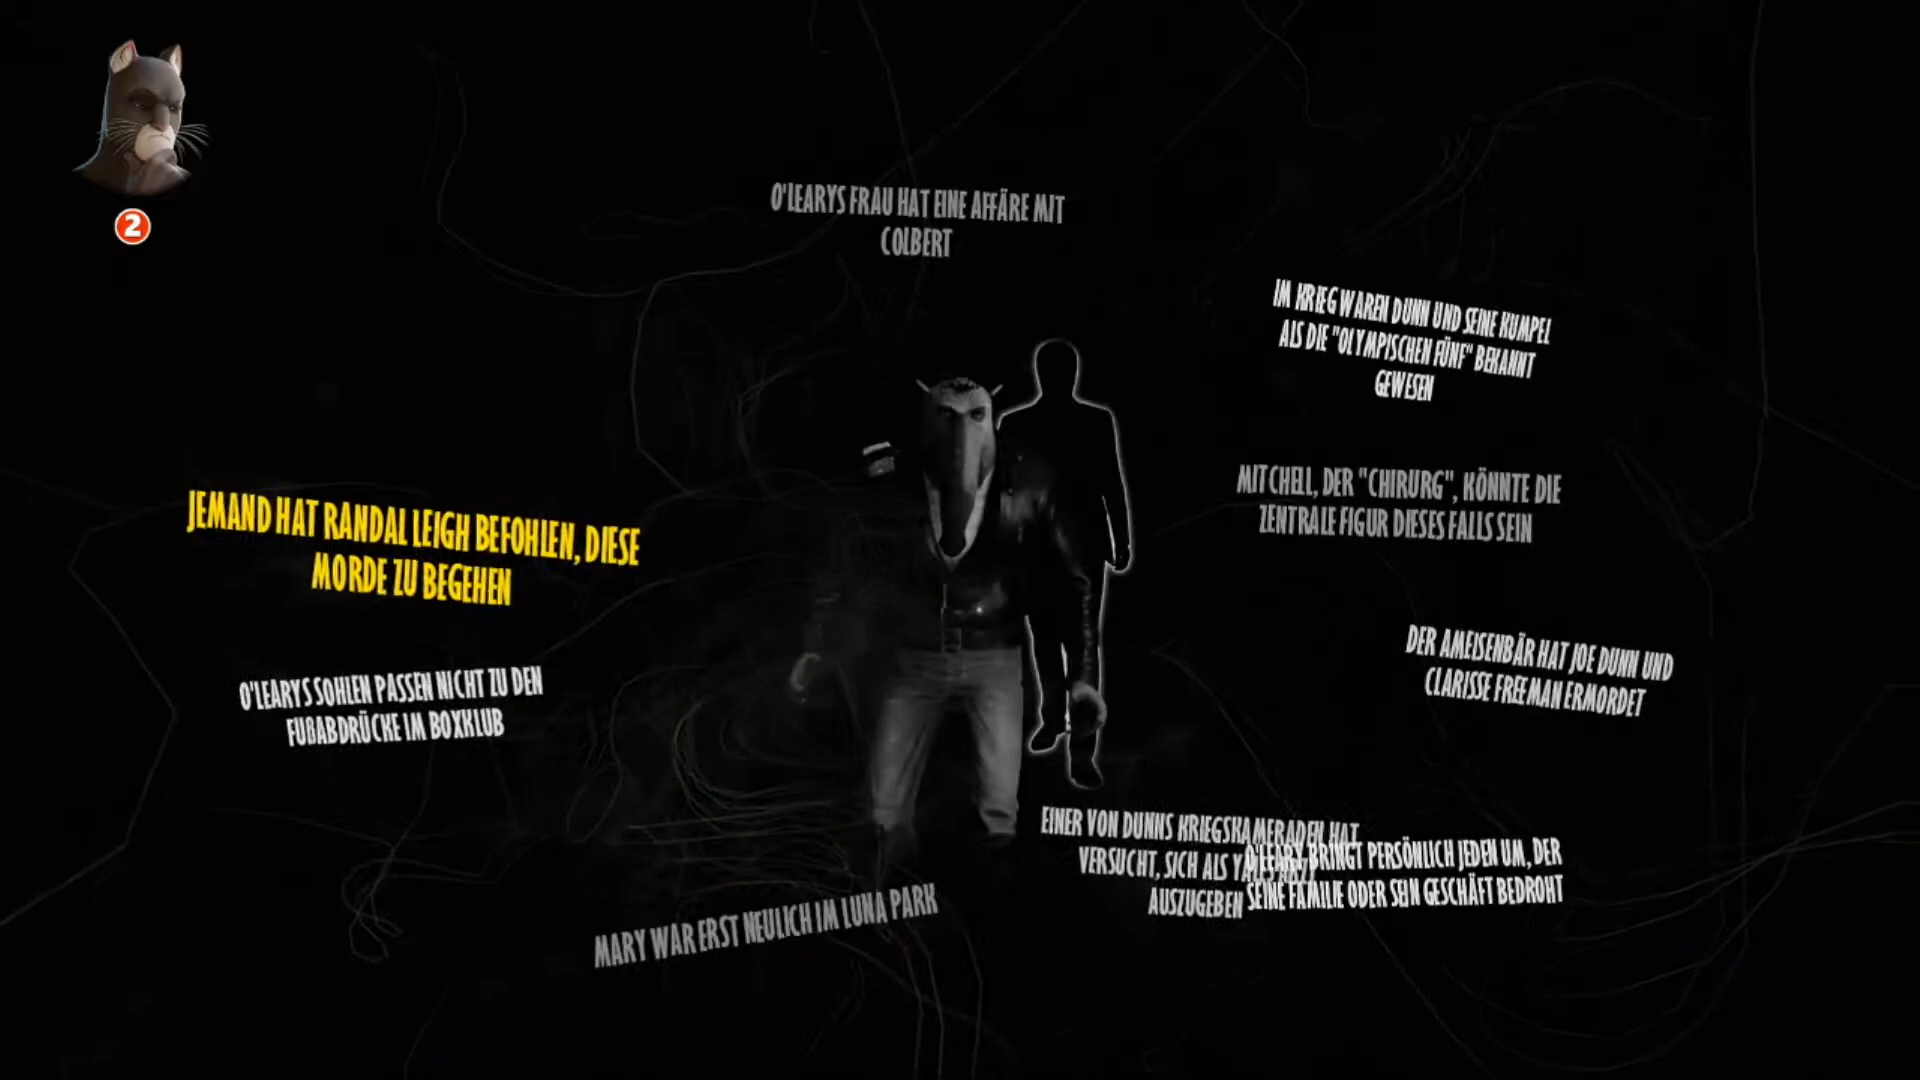 2
O'LEARYS FRAU HAT EINE AFFÄRE MIT
COLBERT
IM KRIEG WAREN DUNN UND SEINE KUMPEL
ALS DIE "OLYMPISCHEN FÜNF" BEKANNT
GEWESEN
MITCHELL, DER "CHIRURG", KÖNNTE DIE
ZENTRALE FIGUR DIESES FALLS SEIN
JEMAND HAT RANDAL LEIGH BEFOHLEN, DIESE
MORDE ZU BEGEHEN
O'LEARYS SOHLEN PASSEN NICHT ZU DEN
FUßABDRÜCKE IM BOXKLUB
DER AMEISENBÄR HAT JOE DUNN UND
CLARISSE FREEMAN ERMORDET
EINER VON DUNNS KRIEGSKAMERADEN HAT
VERSUCHT, SICH ALS
AUSZUGEBEN
O'LEARY BRINGT PERSÖNLICH JEDEN UM, DER
SEINE FAMILIE ODER SEIN GESCHÄFT BEDROHT
MARY WAR ERST NEULICH IM LUNA PARK